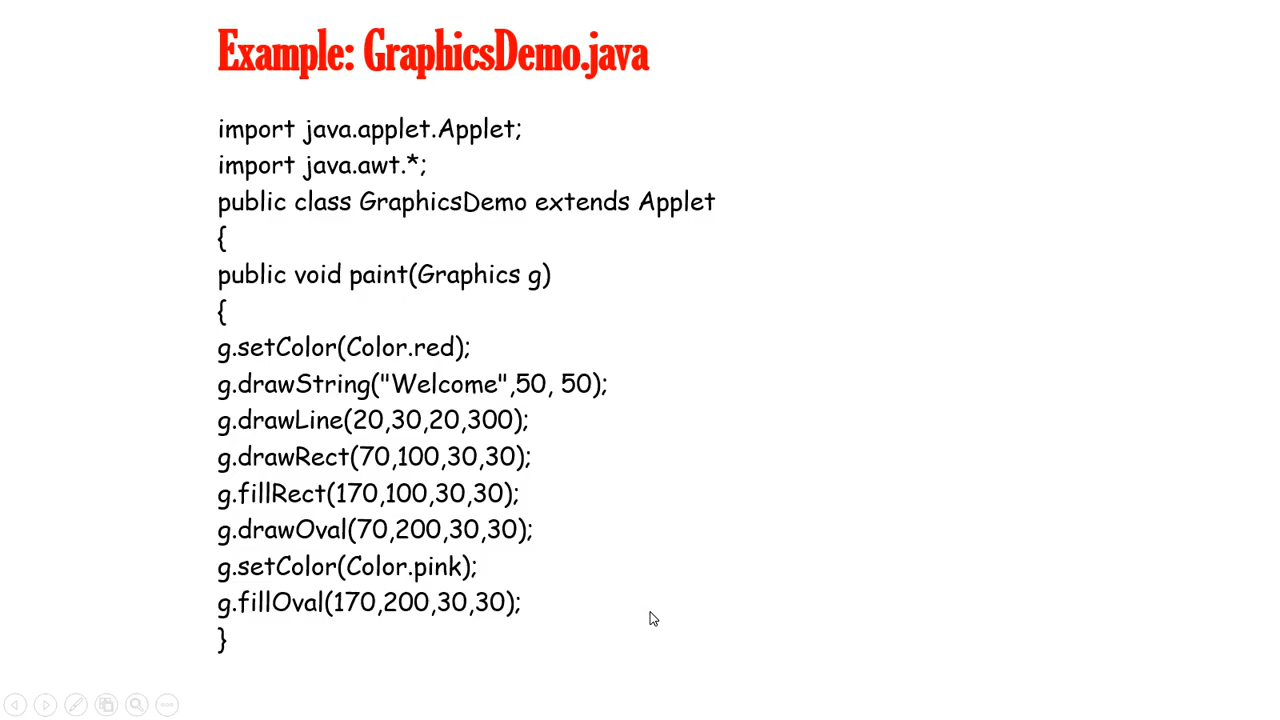 Example: GraphicsDemo.java
import java.applet.Applet;
import java.awt.*;
public class GraphicsDemo extends Applet
{
public void paint(Graphics g)
{
g.setColor(Color.red);
g.drawString("Welcome",50, 50);
g.drawLine(20,30,20,300);
g.drawRect(70,100,30,30);
g.fillRect(170,100,30,30);
g.drawOval(70,200,30,30);
g.setColor(Color.pink);
g.fillOval(170,200,30,30);
}